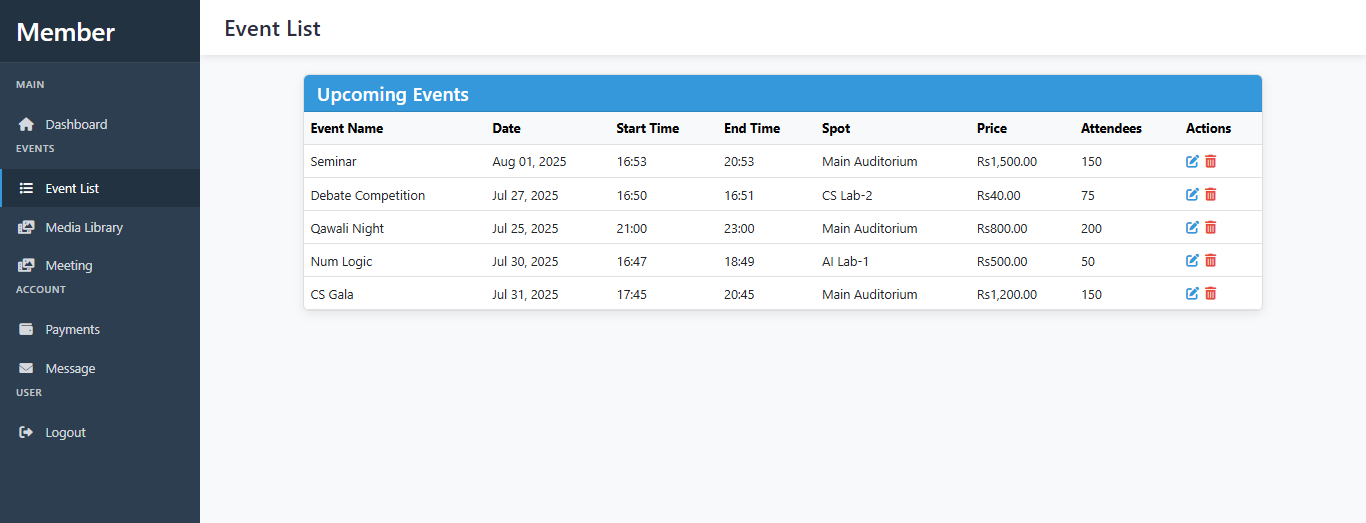 Member
MAIN
Dashboard
EVENTS
Event List
Media Library
Meeting
ACCOUNT
Payments
Message
USER
Logout
Event List
Upcoming Events
Event Name Date Start Time End Time Spot Price Attendees Actions
Seminar Aug 01, 2025 16:53 20:53 Main Auditorium Rs1,500.00 150
Debate Competition Jul 27, 2025 16:50 16:51 CS Lab-2 Rs40.00 75
Qawali Night Jul 25, 2025 21:00 23:00 Main Auditorium Rs800.00 200
Num Logic Jul 30, 2025 16:47 18:49 AI Lab-1 Rs500.00 50
CS Gala Jul 31, 2025 17:45 20:45 Main Auditorium Rs1,200.00 150